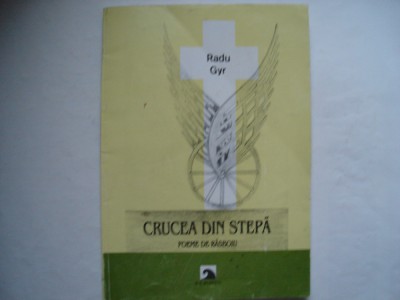 Radu
Gyr
CRUCEA DIN STEPĂ
POEME DE RĂSBOIU